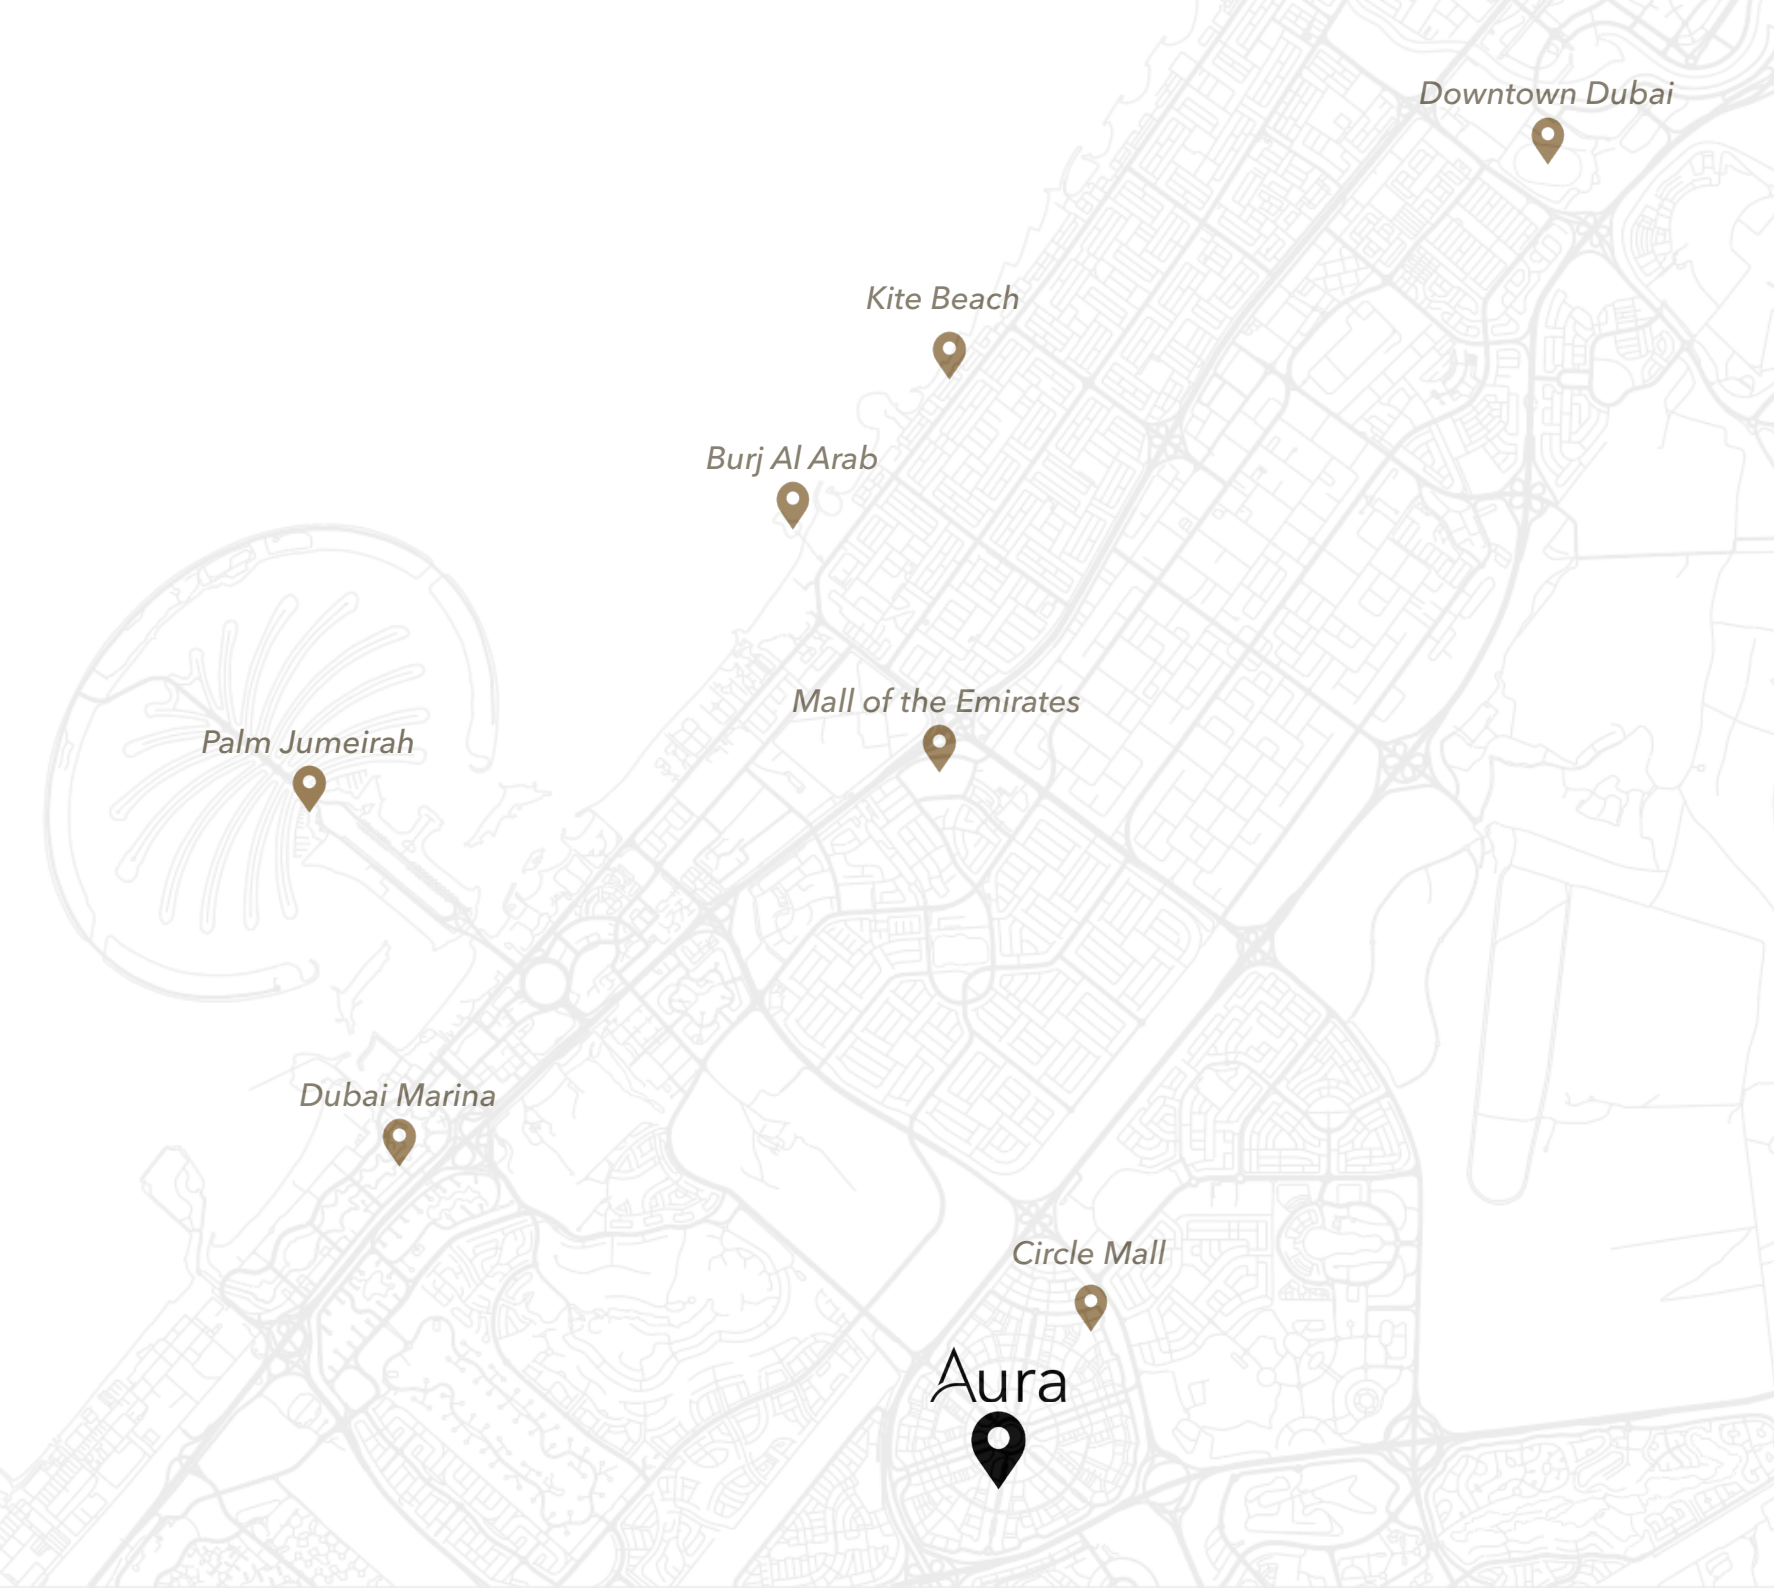 Downtown Dubai
Kite Beach
Burj Al Arab
Mall of the Emirates
Palm Jumeirah
Dubai Marina
Circle Mall
Aura